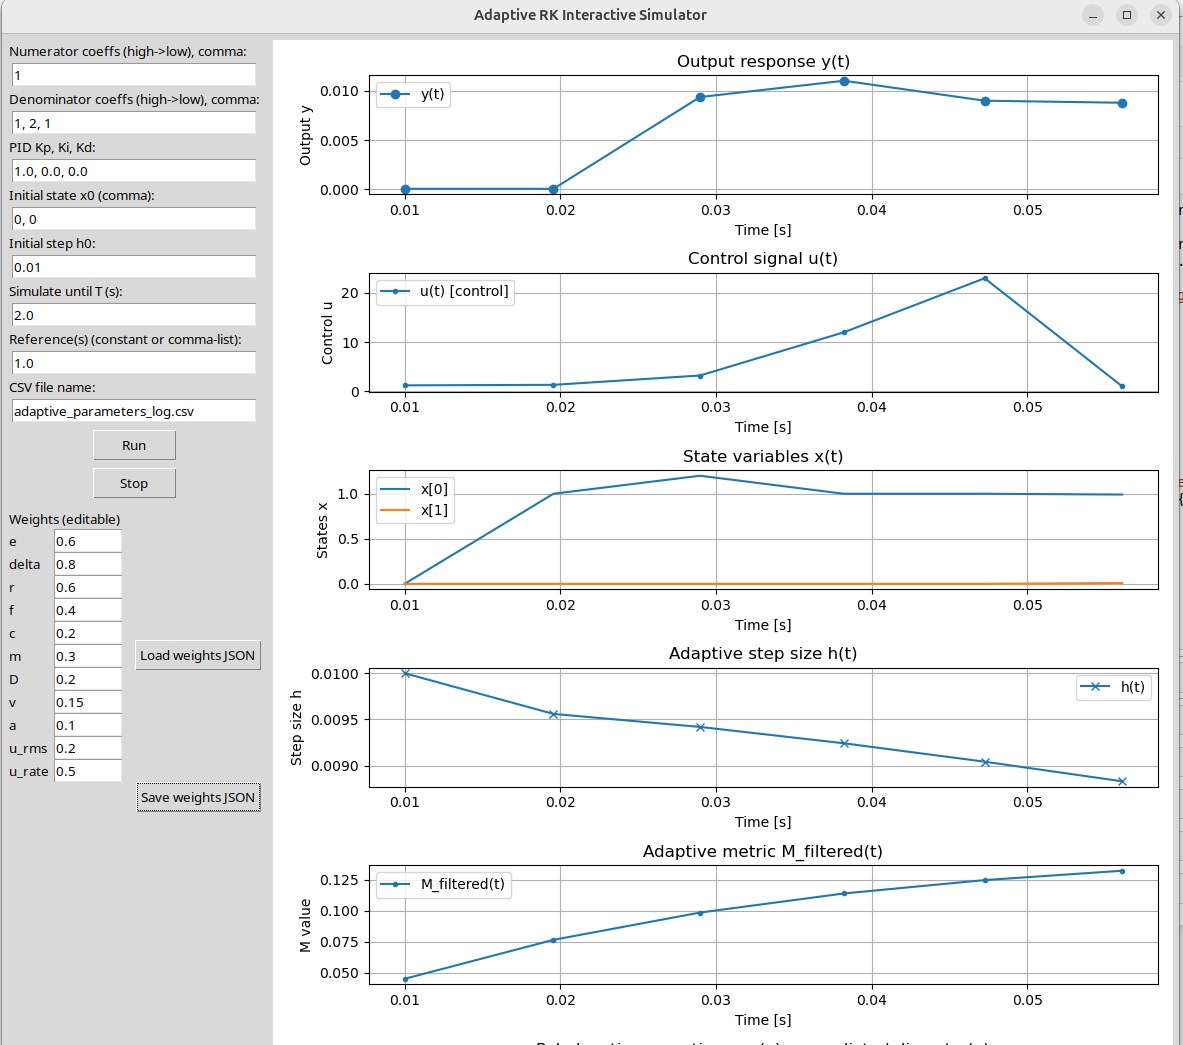 Adaptive RK Interactive Simulator
Numerator coeffs (high->low), comma:
1
Denominator coeffs (high->low), comma:
1, 2, 1
PID Kp, Ki, Kd:
1.0, 0.0, 0.0
Initial state x0 (comma):
0, 0
Initial step h0:
0.01
Simulate until T (s):
2.0
Reference(s) (constant or comma-list):
1.0
CSV file name:
adaptive_parameters_log.csv
Run
Stop
Weights (editable)
e 0.6
delta 0.8
r 0.6
f 0.4
c 0.2
m 0.3
Load weights JSON
D 0.2
v 0.15
a 0.1
u_rms 0.2
u_rate 0.5
Save weights JSON
Output response y(t)
y(t)
Output y
0.010
0.005
0.000
0.01 0.02 0.03 0.04 0.05
Time [s]
Control signal u(t)
u(t) [control]
Control u
20
10
0
0.01 0.02 0.03 0.04 0.05
Time [s]
State variables x(t)
x[0]
x[1]
States x
1.0
0.5
0.0
0.01 0.02 0.03 0.04 0.05
Time [s]
Adaptive step size h(t)
h(t)
Step size h
0.0100
0.0095
0.0090
0.01 0.02 0.03 0.04 0.05
Time [s]
Adaptive metric M_filtered(t)
M_filtered(t)
M value
0.125
0.100
0.075
0.050
0.01 0.02 0.03 0.04 0.05
Time [s]